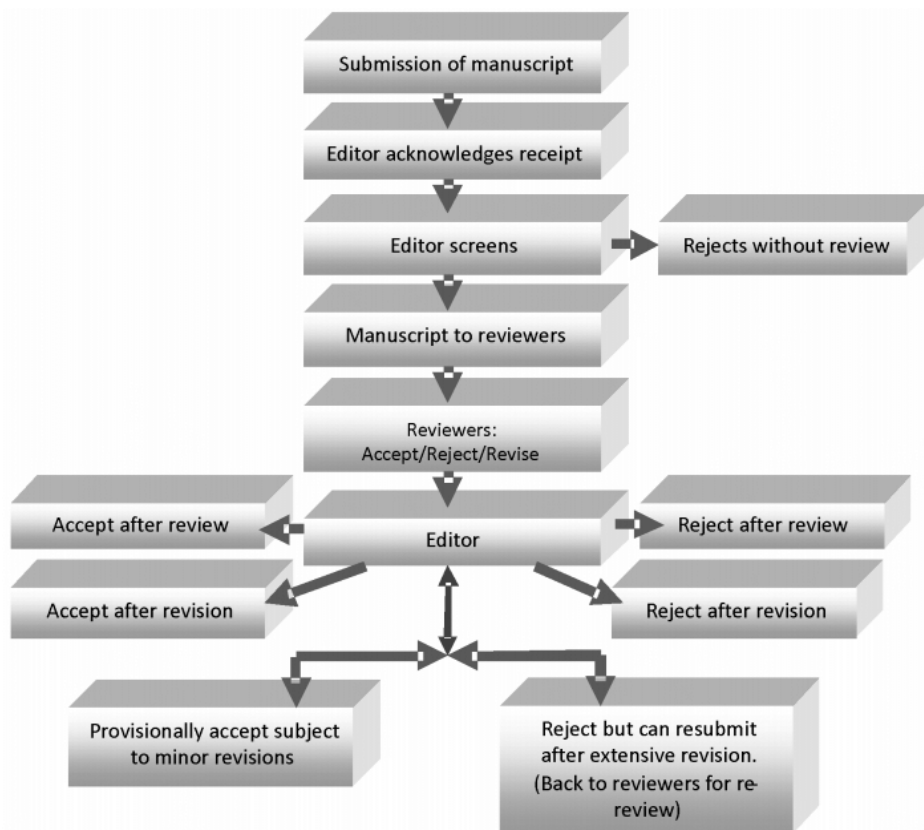 Submission of manuscript
Editor acknowledges receipt
Editor screens
Rejects without review
Manuscript to reviewers
Reviewers:
Accept/Reject/Revise
Accept after review
Editor
Reject after review
Accept after revision
Reject after revision
Provisionally accept subject
to minor revisions
Reject but can resubmit
after extensive revision.
(Back to reviewers for re-
review)